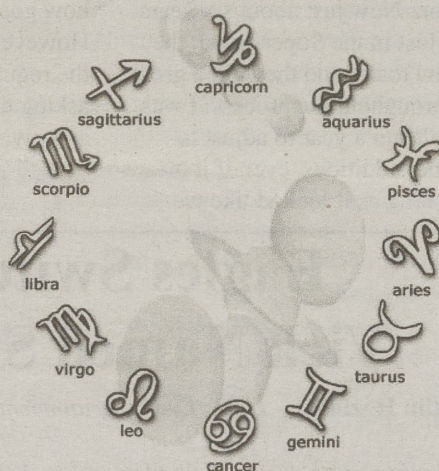 capricorn
sagittarius
aquarius
scorpio
pisces
libra
aries
virgo
taurus
leo
gemini
cancer